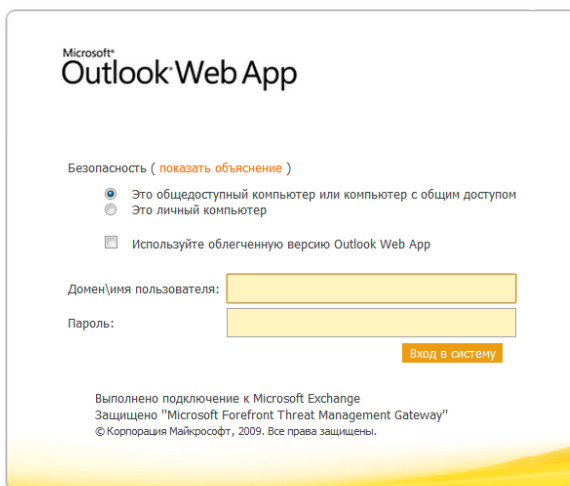 Microsoft®
Outlook Web App
Безопасность ( показать объяснение )
Это общедоступный компьютер или компьютер с общим доступом
Это личный компьютер
Используйте облегченную версию Outlook Web App
Домен\имя пользователя:
Пароль:
Вход в систему
Выполнено подключение к Microsoft Exchange
Защищено "Microsoft Forefront Threat Management Gateway"
© Корпорация Майкрософт, 2009. Все права защищены.